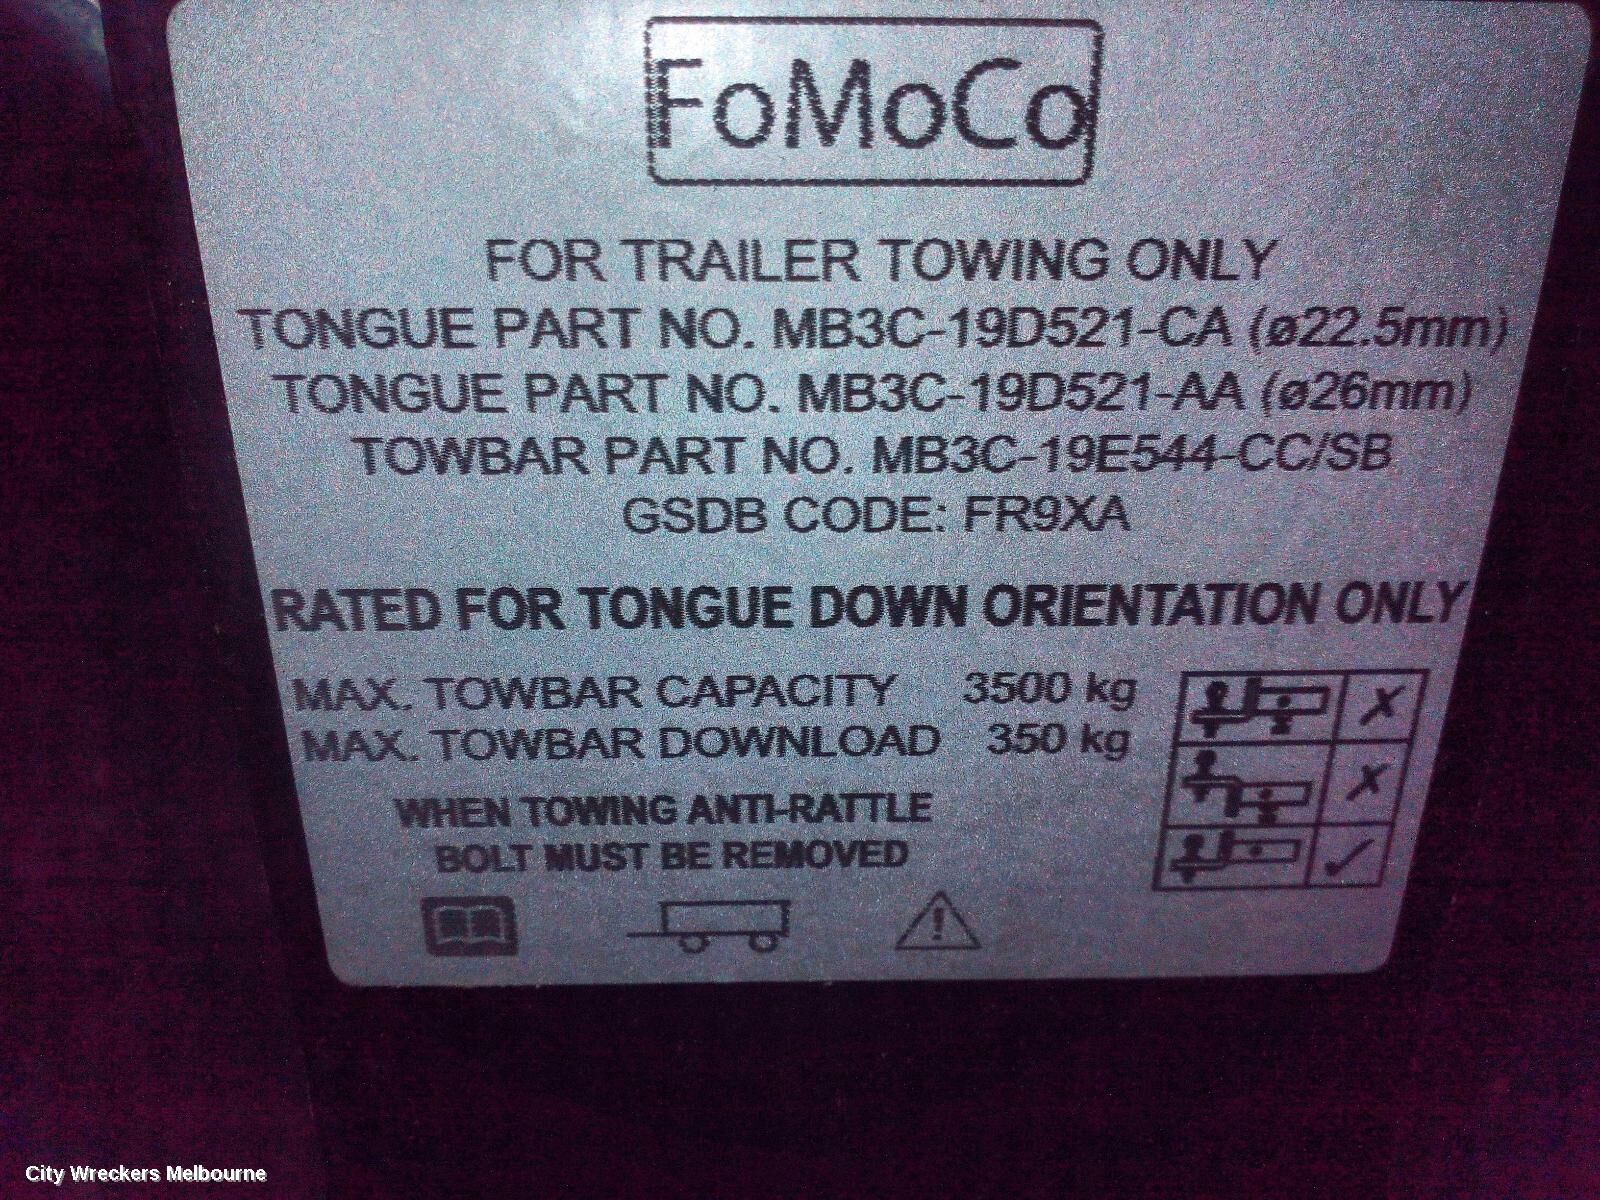 FoMoCo
FOR TRAILER TOWING ONLY
TONGUE PART NO. MB3C-19D521-CA (ø22.5mm)
TONGUE PART NO. MB3C-19D521-AA (ø26mm)
TOWBAR PART NO. MB3C-19E544-CC/SB
GSDB CODE: FR9XA
RATED FOR TONGUE DOWN ORIENTATION ONLY
MAX. TOWBAR CAPACITY 3500 kg
MAX. TOWBAR DOWNLOAD 350 kg
WHEN TOWING ANTI-RATTLE
BOLT MUST BE REMOVED
City Wreckers Melbourne